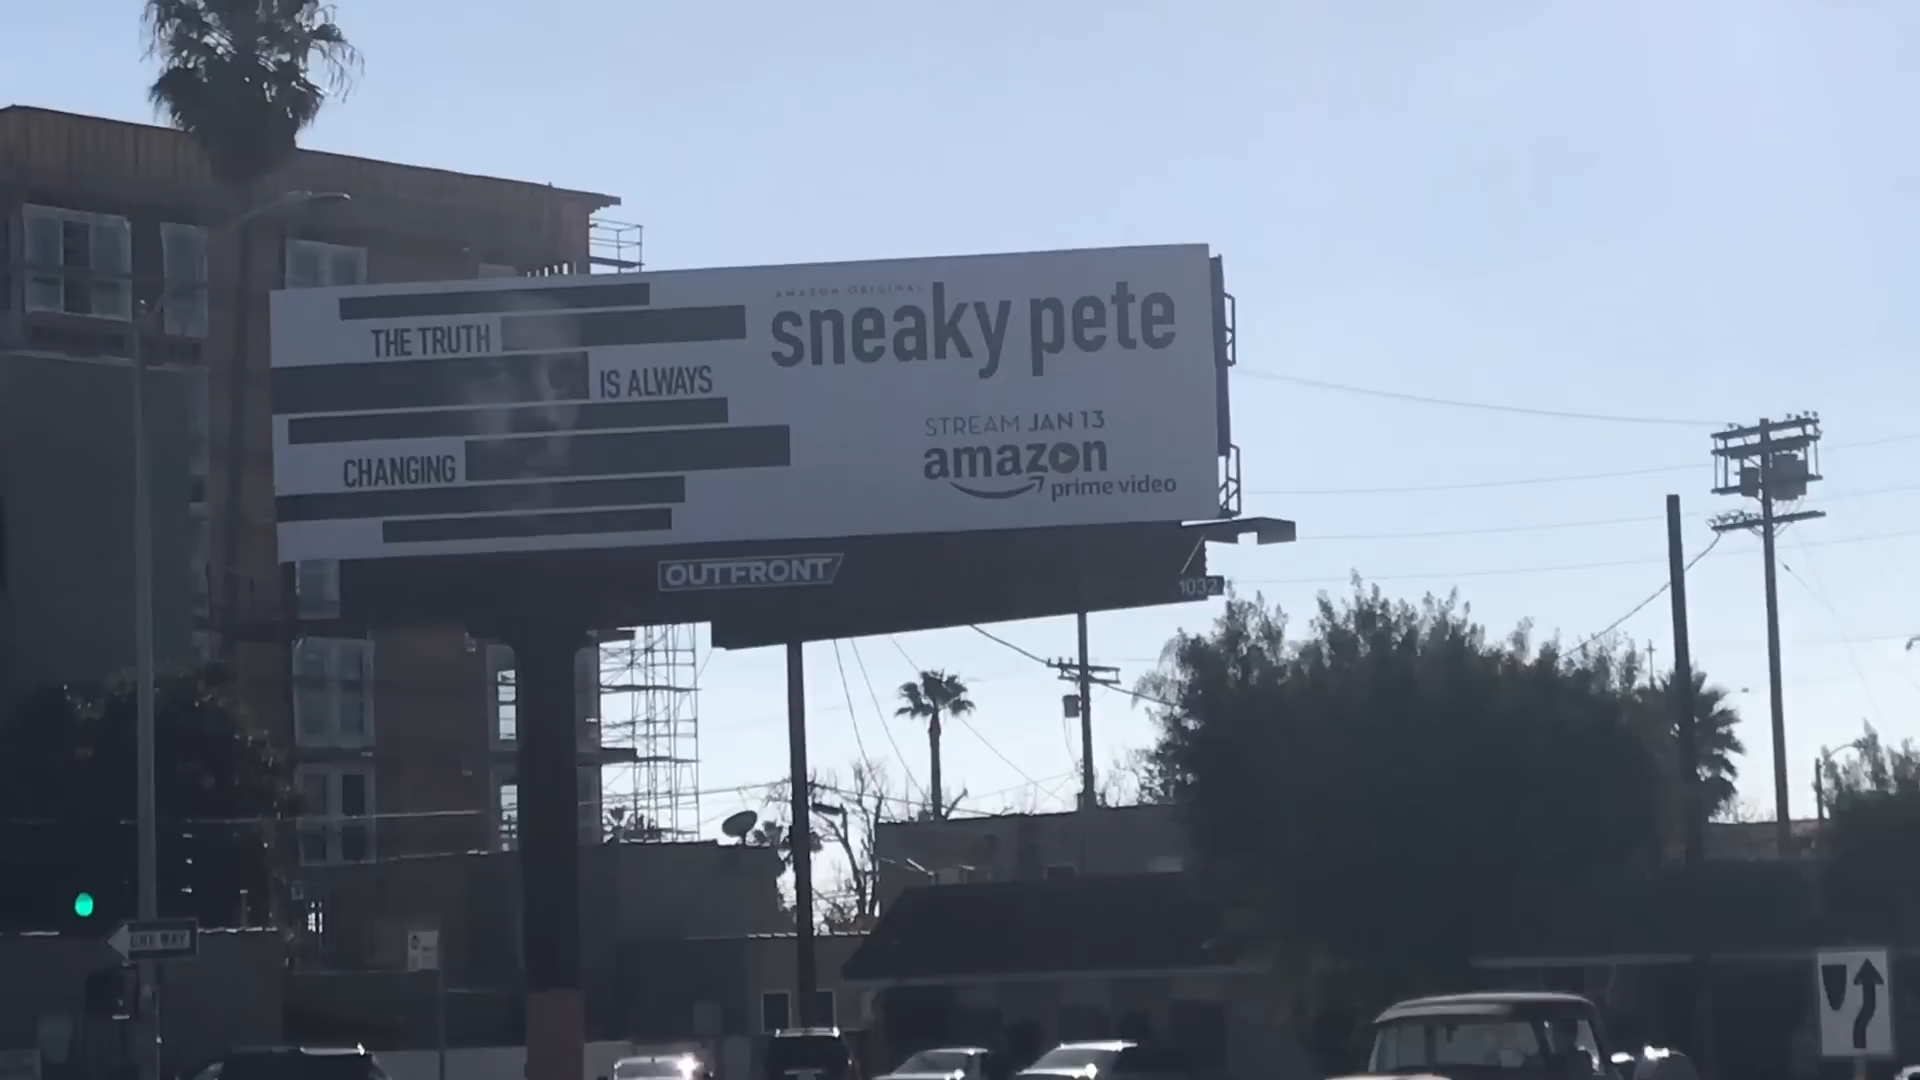 THE TRUTH
IS ALWAYS
CHANGING
AMAZON ORIGINAL
sneaky pete
STREAM JAN 13
amazon
prime video
OUTFRONT
1032
ONE WAY